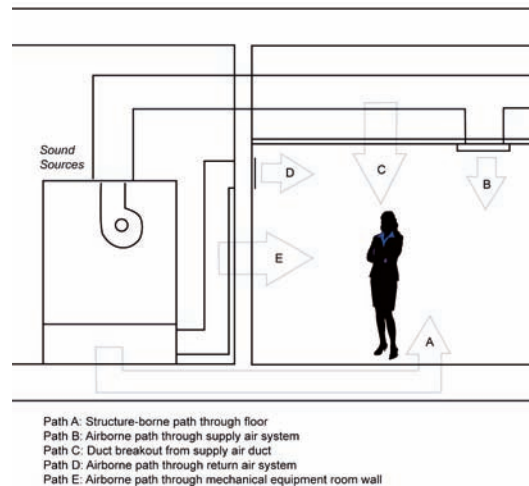 Sound
Sources
D
C
B
E
A
Path A: Structure-borne path through floor
Path B: Airborne path through supply air system
Path C: Duct breakout from supply air duct
Path D: Airborne path through return air system
Path E: Airborne path through mechanical equipment room wall